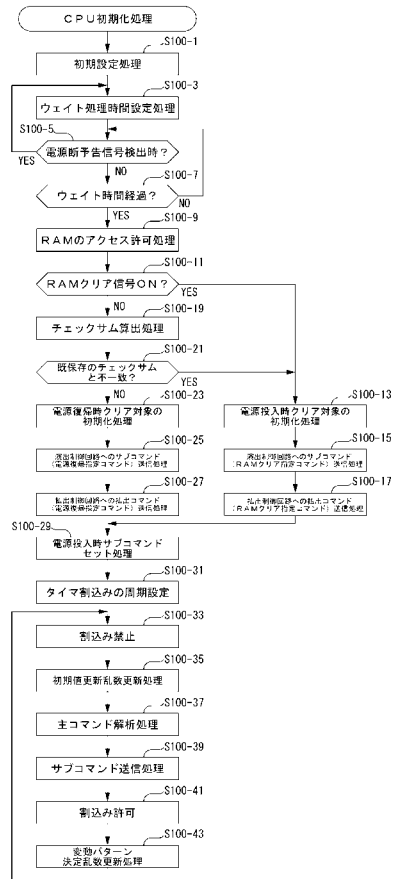 CPU初期化処理
S100-1
初期設定処理
S100-3
ウェイト処理時間設定処理
S100-5
電源断予告信号検出時?
YES
NO
S100-7
ウェイト時間経過?
NO
YES
S100-9
RAMのアクセス許可処理
S100-11
RAMクリア信号ON?
YES
NO
S100-19
チェックサム算出処理
S100-21
既保存のチェックサム
と不一致?
YES
NO
S100-23
電源復帰時クリア対象の
初期化処理
S100-13
電源投入時クリア対象の
初期化処理
S100-25
演出制御回路へのサブコマンド
(電源復帰指定コマンド)送信処理
S100-15
演出制御回路へのサブコマンド
(RAMクリア指定コマンド)送信処理
S100-27
払出制御回路への払出コマンド
(電源復帰指定コマンド)送信処理
S100-17
払出制御回路への払出コマンド
(RAMクリア指定コマンド)送信処理
S100-29
電源投入時サブコマンド
セット処理
S100-31
タイマ割込みの周期設定
S100-33
割込み禁止
S100-35
初期値更新乱数更新処理
S100-37
主コマンド解析処理
S100-39
サブコマンド送信処理
S100-41
割込み許可
S100-43
変動パターン
決定乱数更新処理